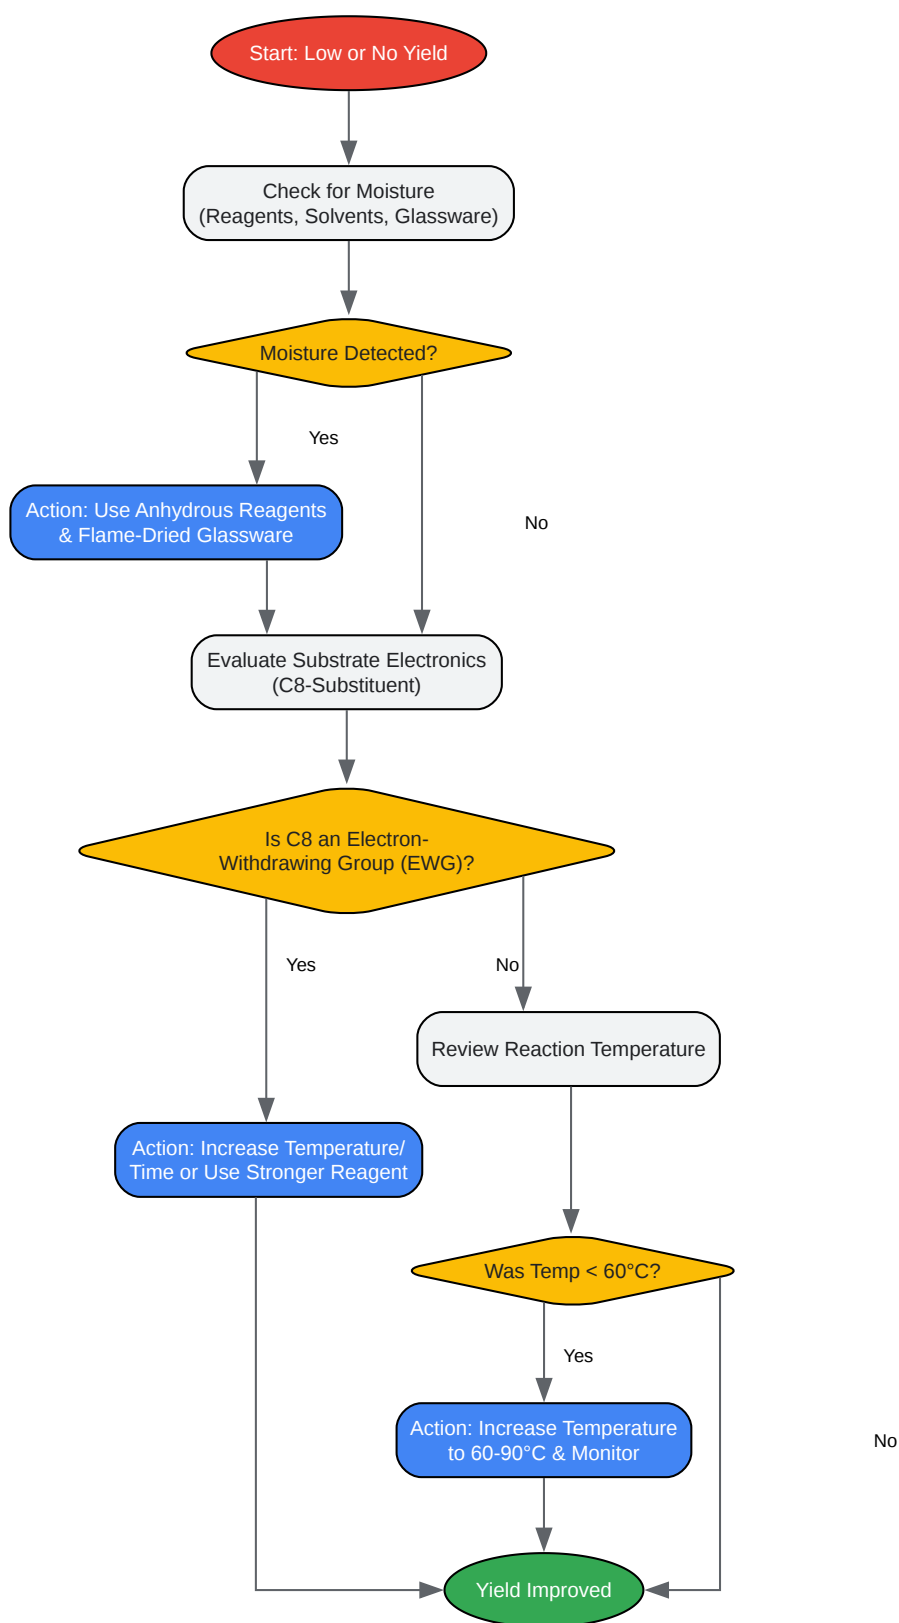 Start: Low or No Yield
Check for Moisture
(Reagents, Solvents, Glassware)
Moisture Detected?
Yes
Action: Use Anhydrous Reagents
& Flame-Dried Glassware
No
Evaluate Substrate Electronics
(C8-Substituent)
Is C8 an Electron-
Withdrawing Group (EWG)?
Yes
No
Review Reaction Temperature
Action: Increase Temperature/
Time or Use Stronger Reagent
Was Temp < 60°C?
Yes
Action: Increase Temperature
to 60-90°C & Monitor
No
Yield Improved